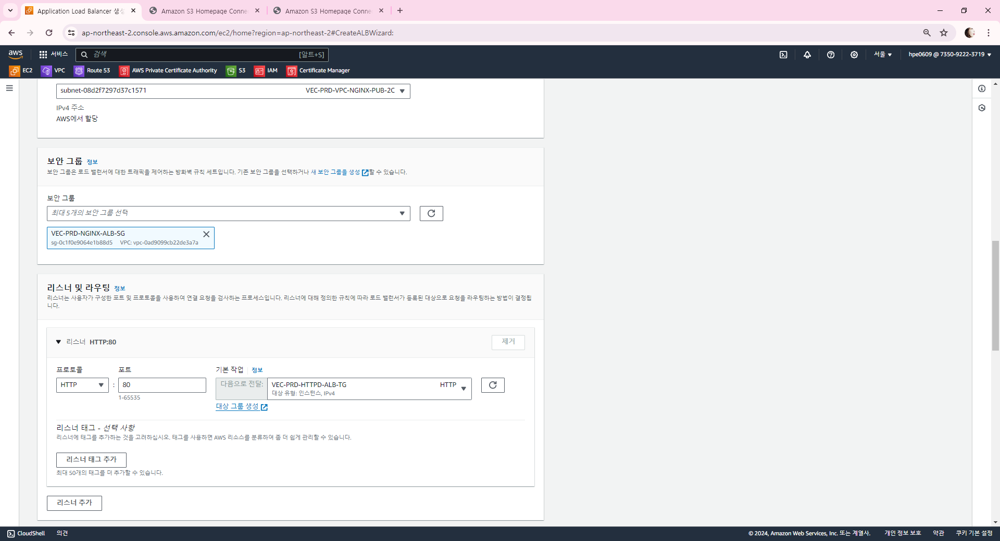 Application Load Balancer 생성
Amazon S3 Homepage Conne
Amazon S3 Homepage Conne
ap-northeast-2.console.aws.amazon.com/ec2/home?region=ap-northeast-2#CreateALBWizard:
aws
서비스
검색
[알트+S]
서울
hpe0609 @ 7350-9222-3719
EC2
VPC
Route 53
AWS Private Certificate Authority
S3
IAM
Certificate Manager
subnet-08d2f7297d37c1571
VEC-PRD-VPC-NGINX-PUB-2C
IPv4 주소
AWS에서 할당
보안 그룹 정보
보안 그룹은 로드 밸런서에 대한 트래픽을 제어하는 방화벽 규칙 세트입니다. 기존 보안 그룹을 선택하거나 새 보안 그룹을 생성 할 수 있습니다.
보안 그룹
최대 5개의 보안 그룹 선택
VEC-PRD-NGINX-ALB-SG
sg-0c1f0e9064e1b88d5 VPC: vpc-0ad9099cb22de3a7a
리스너 및 라우팅 정보
리스너는 사용자가 구성한 포트 및 프로토콜을 사용하여 연결 요청을 검사하는 프로세스입니다. 리스너에 대해 정의한 규칙에 따라 로드 밸런서가 등록된 대상으로 요청을 라우팅하는 방법이 결정됩
니다.
리스너 HTTP:80
제거
프로토콜
포트
기본 작업 정보
HTTP
:
80
다음으로 전달:
VEC-PRD-HTTPD-ALB-TG
HTTP
대상 유형: 인스턴스, IPv4
1-65535
대상 그룹 생성
리스너 태그 - 선택 사항
리스너에 태그를 추가하는 것을 고려하십시오. 태그를 사용하면 AWS 리소스를 분류하여 좀 더 쉽게 관리할 수 있습니다.
리스너 태그 추가
최대 50개의 태그를 더 추가할 수 있습니다.
리스너 추가
CloudShell
의견
© 2024, Amazon Web Services, Inc. 또는 계열사.
개인 정보 보호
약관
쿠키 기본 설정